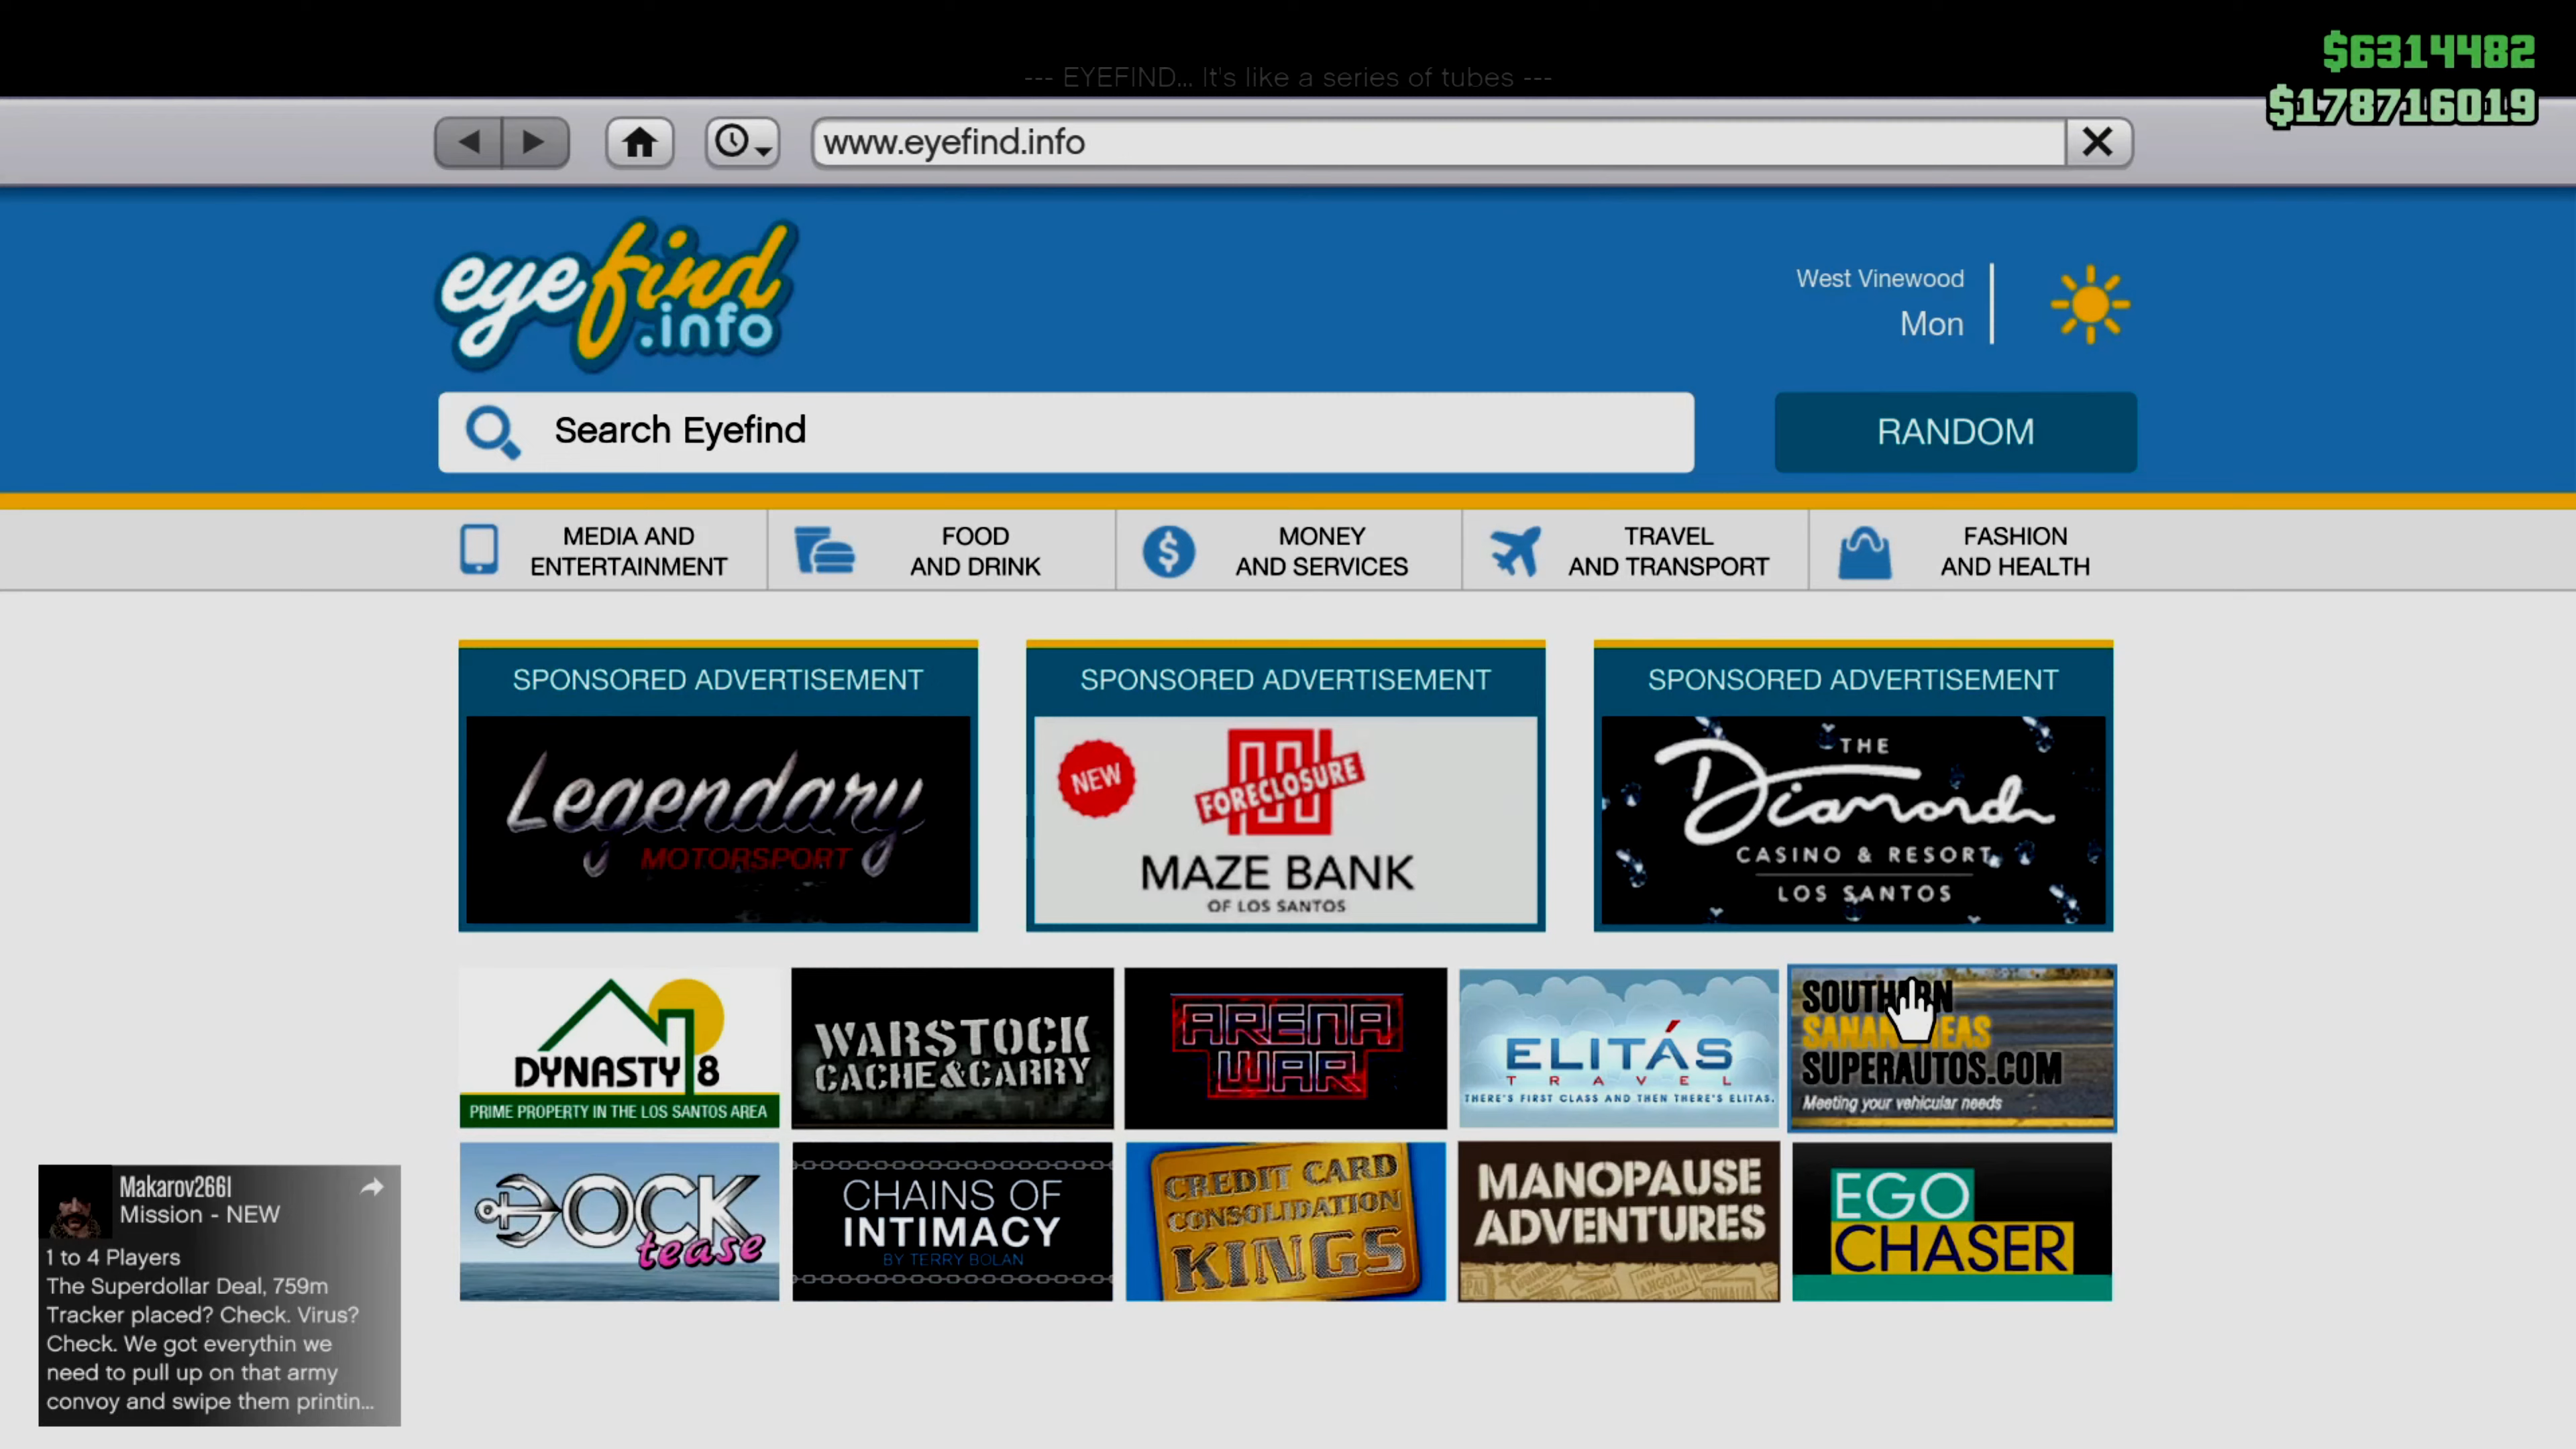 $6314482
--- EYEFIND... It's like a series of tubes ---
$178716019
www.eyefind.info
eyefind
.info
West Vinewood
Mon
Search Eyefind
RANDOM
MEDIA AND
ENTERTAINMENT
FOOD
AND DRINK
MONEY
AND SERVICES
TRAVEL
AND TRANSPORT
FASHION
AND HEALTH
SPONSORED ADVERTISEMENT
Legendary
MOTORSPORT
SPONSORED ADVERTISEMENT
NEW
FORECLOSURE
MAZE BANK
OF LOS SANTOS
SPONSORED ADVERTISEMENT
THE
Diamond
CASINO & RESORT
LOS SANTOS
DYNASTY 8
PRIME PROPERTY IN THE LOS SANTOS AREA
WARSTOCK
CACHE&CARRY
ARENA
WAR
ELITÁS
TRAVEL
THERE'S FIRST CLASS AND THEN THERE'S ELITAS.
SOUTHERN
SAN ANDREAS
SUPERAUTOS.COM
Meeting your vehicular needs
DOCK
tease
CHAINS OF
INTIMACY
BY TERRY BOLAN
CREDIT CARD
CONSOLIDATION
KINGS
MANOPAUSE
ADVENTURES
EGO
CHASER
Makarov266I
Mission - NEW
1 to 4 Players
The Superdollar Deal, 759m
Tracker placed? Check. Virus?
Check. We got everythin we
need to pull up on that army
convoy and swipe them printin...